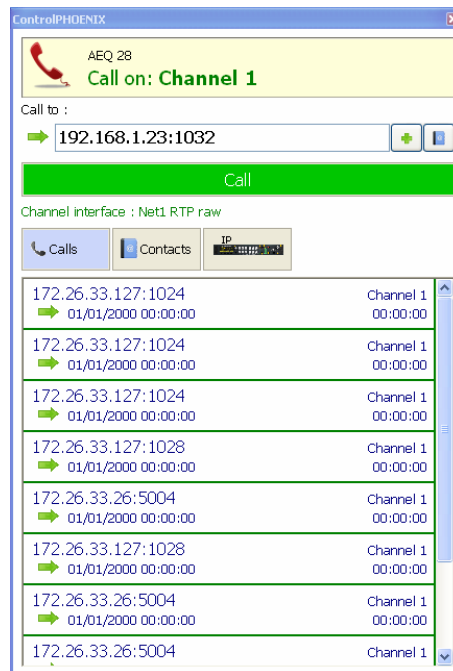 ControlPHOENIX
AEQ 28
Call on: Channel 1
Call to :
192.168.1.23:1032
Call
Channel interface : Net1 RTP raw
Calls
Contacts
IP
172.26.33.127:1024 Channel 1
01/01/2000 00:00:00 00:00:00
172.26.33.127:1024 Channel 1
01/01/2000 00:00:00 00:00:00
172.26.33.127:1024 Channel 1
01/01/2000 00:00:00 00:00:00
172.26.33.127:1028 Channel 1
01/01/2000 00:00:00 00:00:00
172.26.33.26:5004 Channel 1
01/01/2000 00:00:00 00:00:00
172.26.33.127:1028 Channel 1
01/01/2000 00:00:00 00:00:00
172.26.33.26:5004 Channel 1
01/01/2000 00:00:00 00:00:00
172.26.33.26:5004 Channel 1